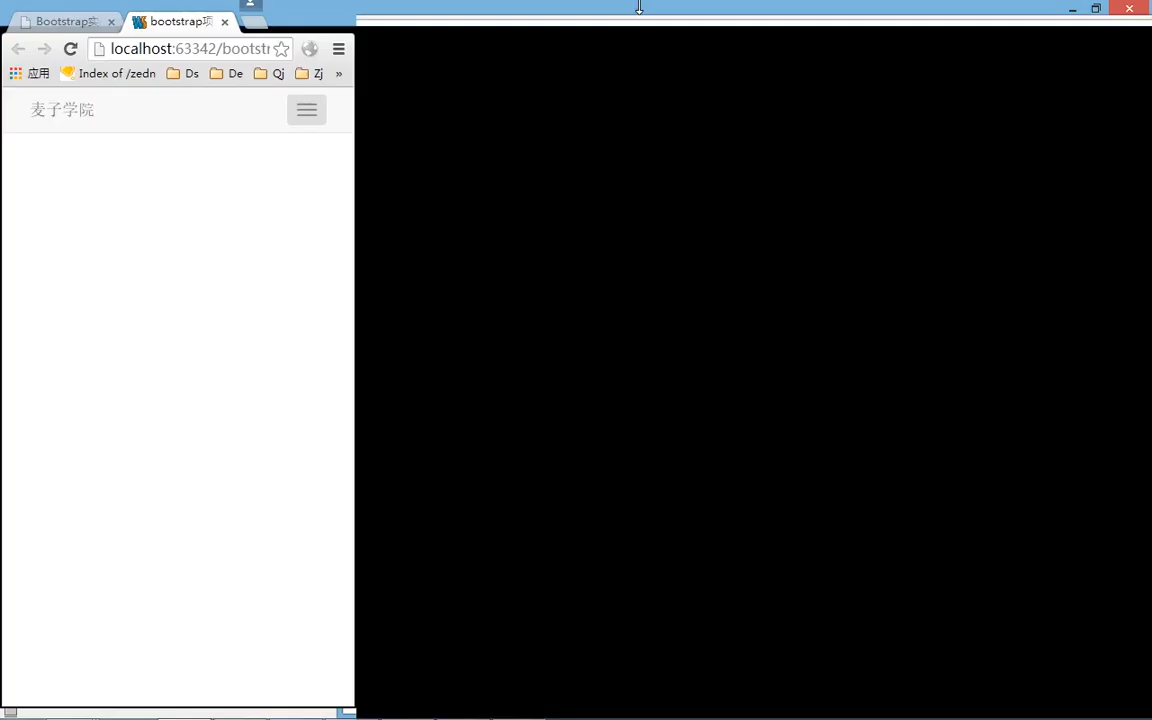 Bootstrap实
bootstrap项
localhost:63342/bootstr
应用 Index of /zedn Ds De Qj Zj »
麦子学院